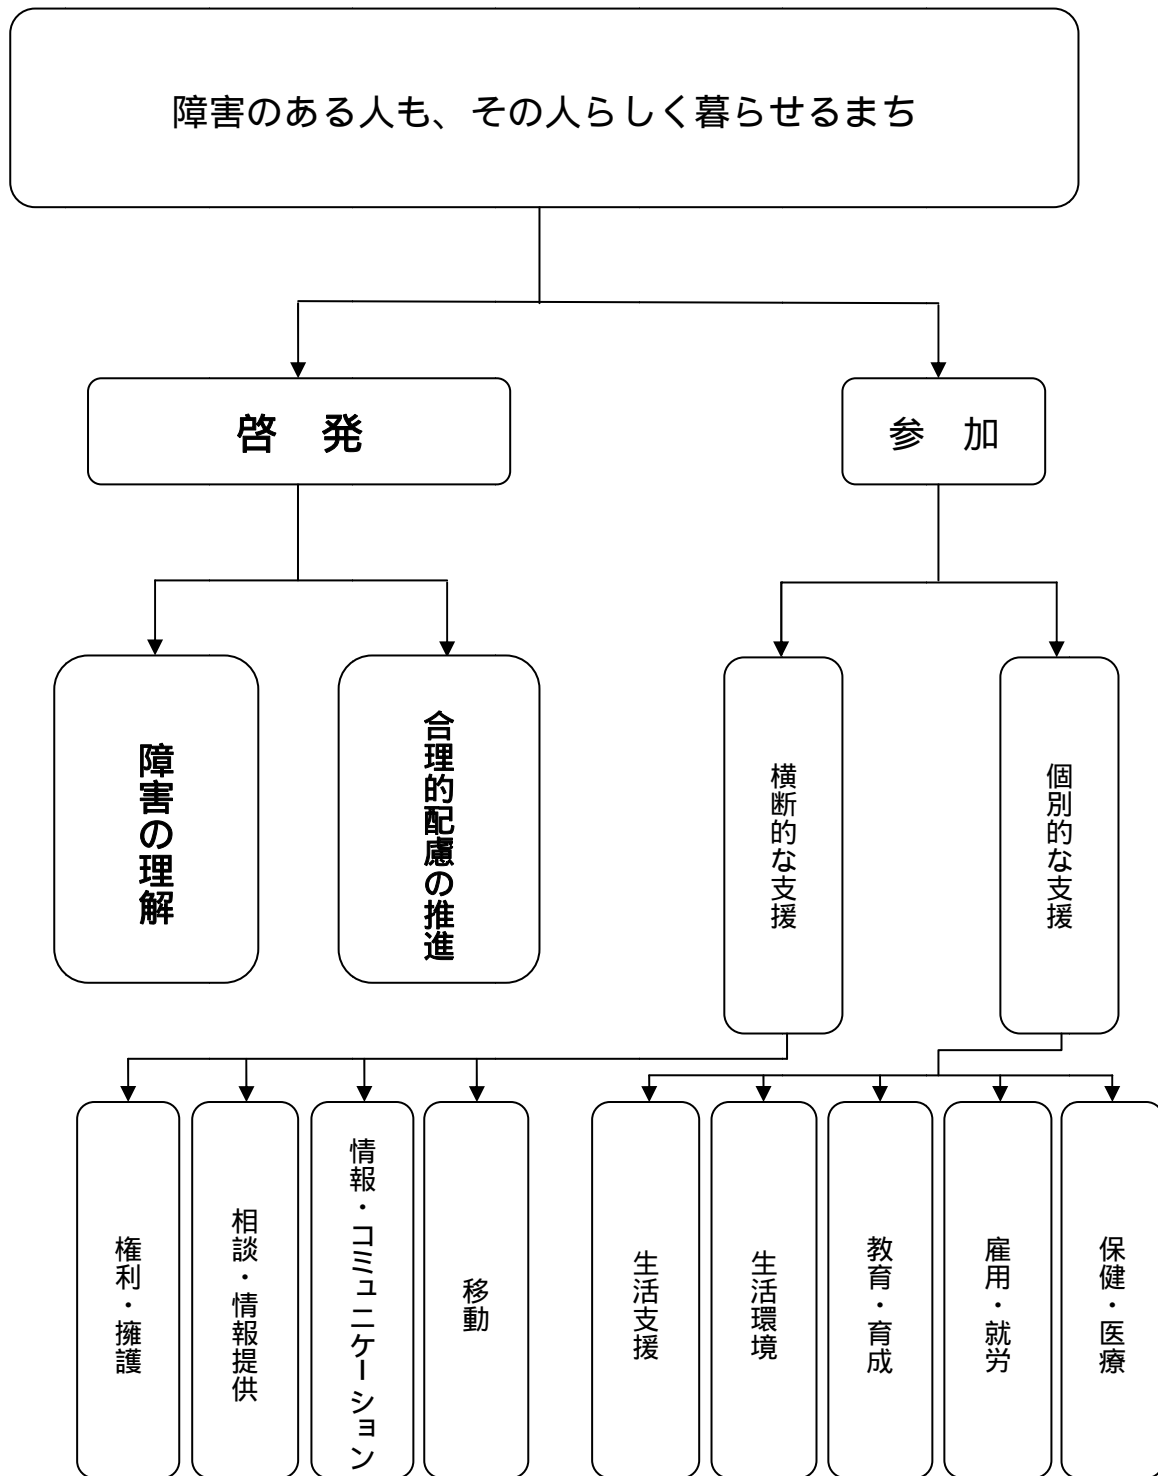 障害のある人も、その人らしく暮らせるまち
啓　発
参　加
障害の理解
合理的配慮の推進
横断的な支援
個別的な支援
権利・擁護
相談・情報提供
情報・コミュニケーション
移動
生活支援
生活環境
教育・育成
雇用・就労
保健・医療